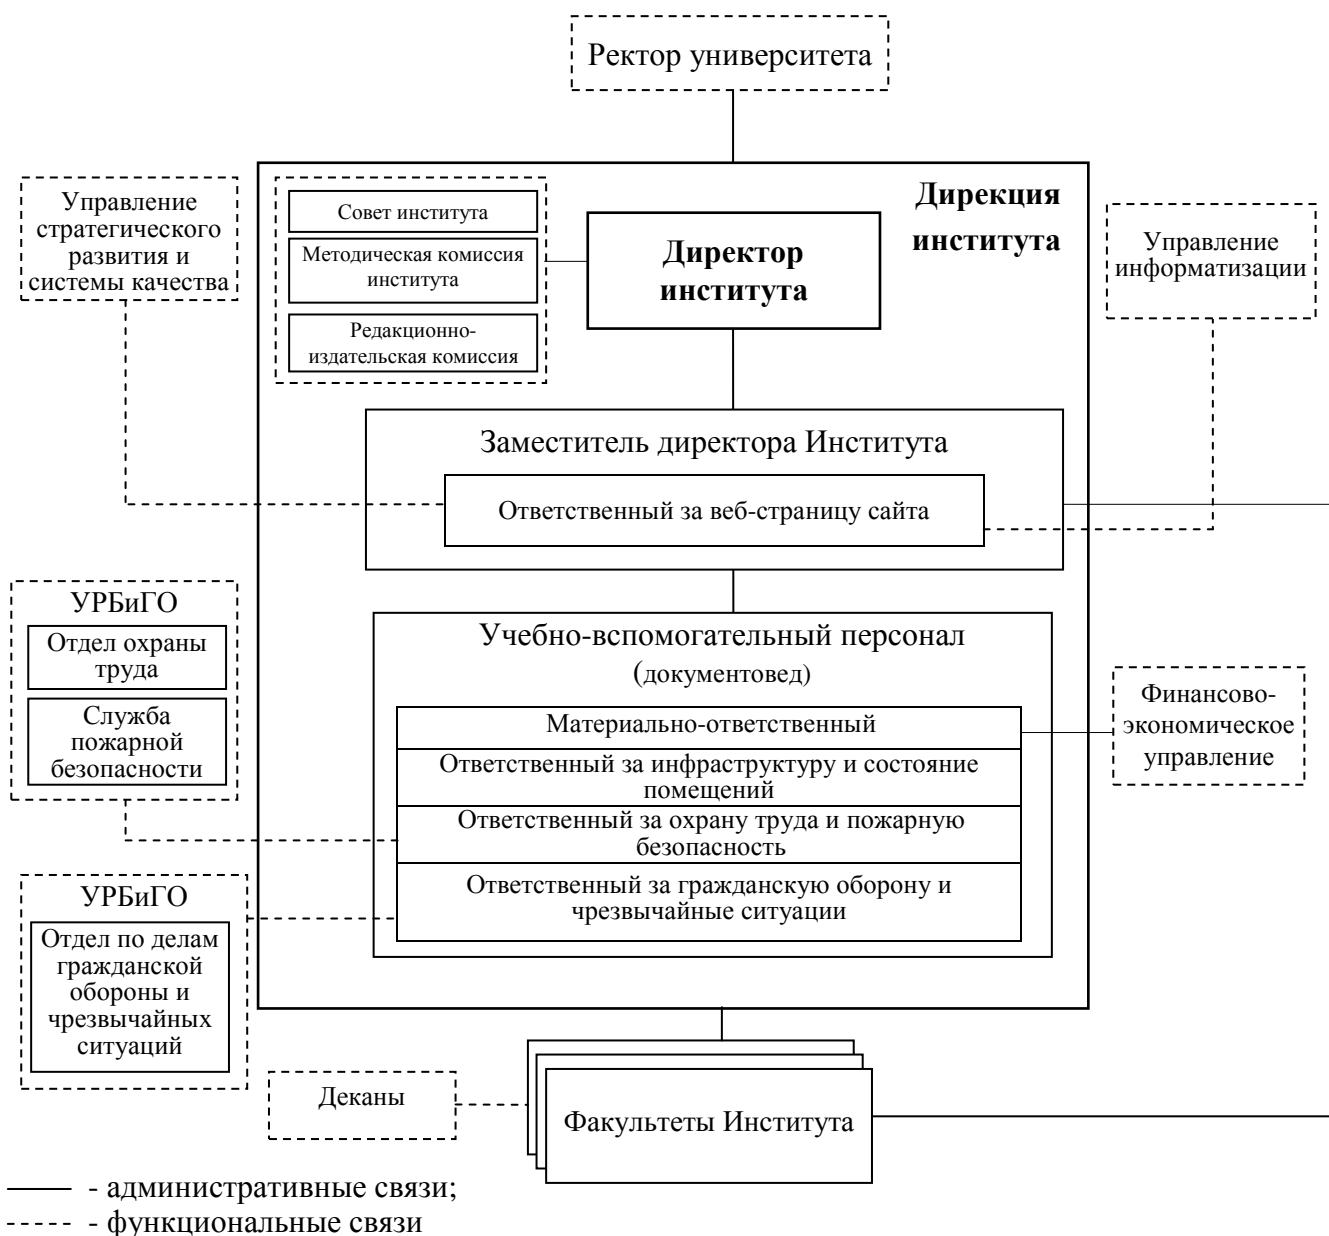 Ректор университета
Управление
стратегического
развития и
системы качества
Совет института
Методическая комиссия
института
Редакционно-
издательская комиссия
Директор
института
Дирекция
института
Управление
информатизации
Заместитель директора Института
Ответственный за веб-страницу сайта
УРБиГО
Отдел охраны
труда
Служба
пожарной
безопасности
Учебно-вспомогательный персонал
(документовед)
Материально-ответственный
Ответственный за инфраструктуру и состояние
помещений
Ответственный за охрану труда и пожарную
безопасность
Ответственный за гражданскую оборону и
чрезвычайные ситуации
Финансово-
экономическое
управление
УРБиГО
Отдел по делам
гражданской
обороны и
чрезвычайных
ситуаций
Деканы
Факультеты Института
- административные связи;
- функциональные связи